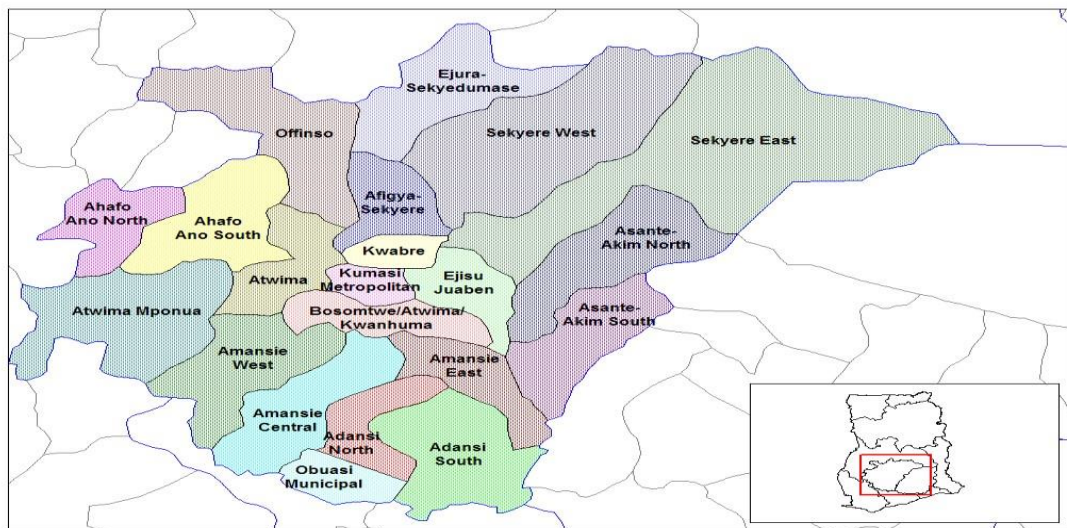 Ejura-
Sekyedumase
Offinso
Sekyere West
Sekyere East
Ahafo
Ano North
Ahafo
Ano South
Afigya-
Sekyere
Asante-
Akim North
Kwabre
Atwima
Kumasi
Metropolitan
Ejisu
Juaben
Atwima Mponua
Bosomtwe/Atwima/
Kwanhuma
Asante-
Akim South
Amansie
West
Amansie
East
Amansie
Central
Adansi
North
Adansi
South
Obuasi
Municipal